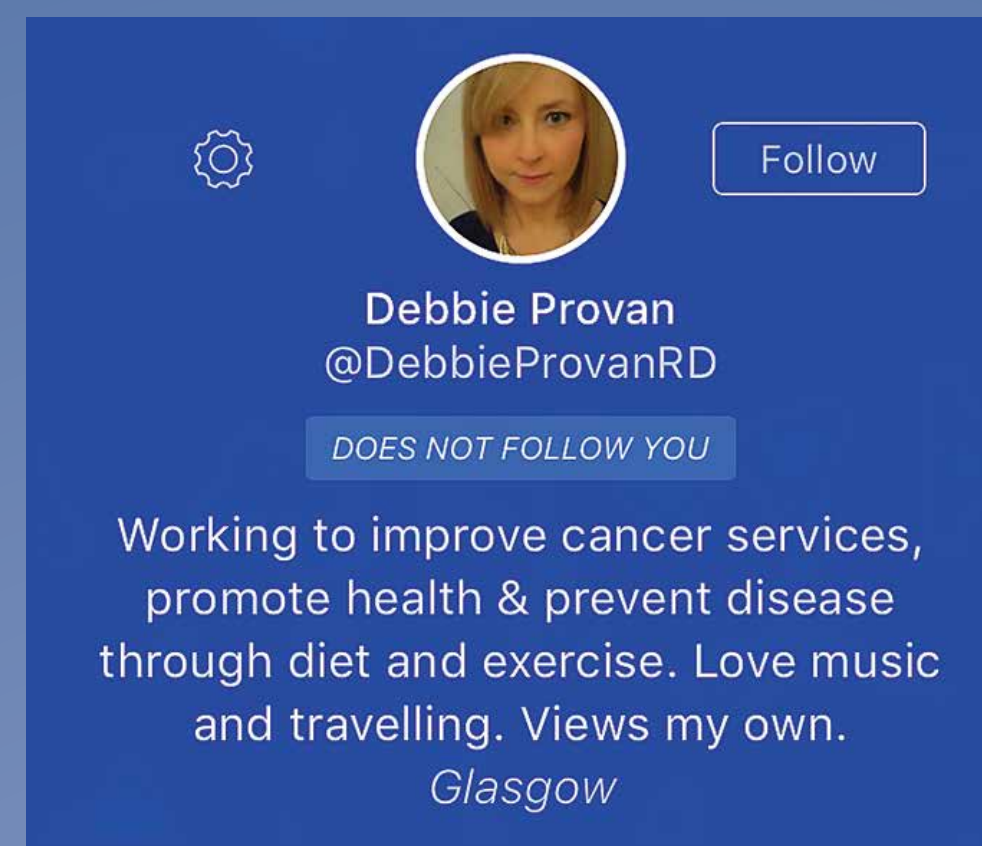 Follow
Debbie Provan
@DebbieProvanRD
DOES NOT FOLLOW YOU
Working to improve cancer services,
promote health & prevent disease
through diet and exercise. Love music
and travelling. Views my own.
Glasgow